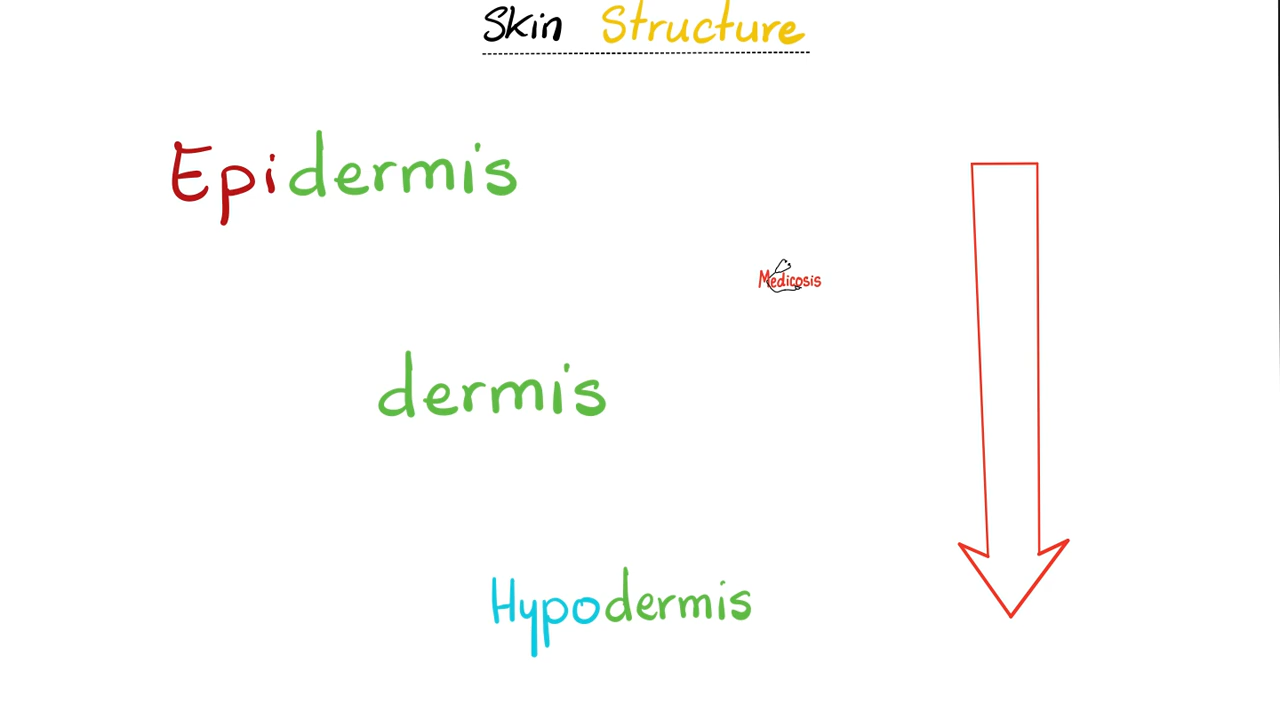 Skin Structure
Epidermis
Medicosis
dermis
Hypodermis